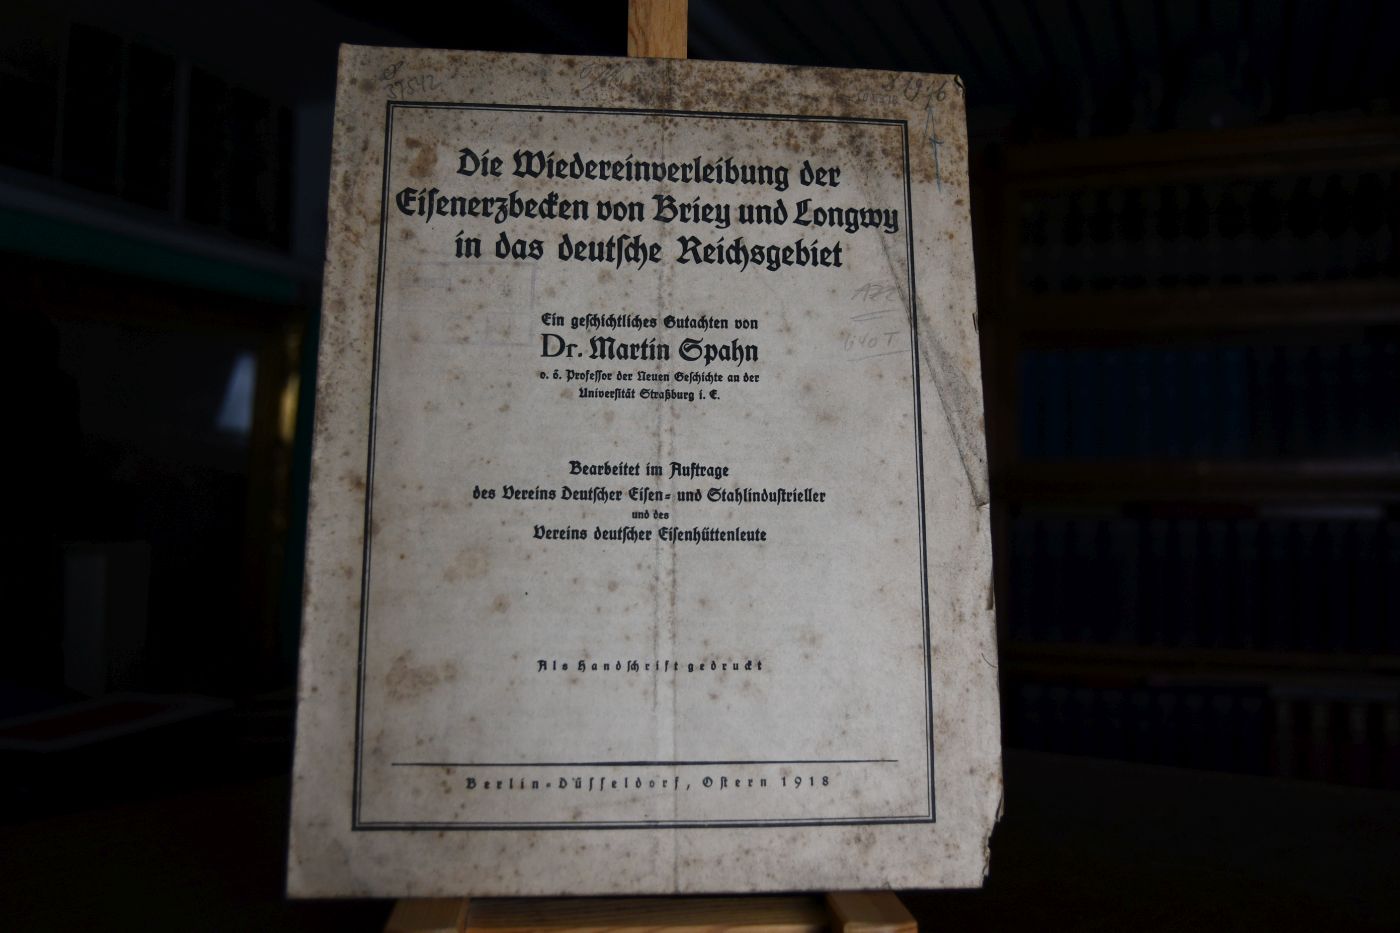 37542
Die Wiedereinverleibung der
Eiſenerzbecken von Briey und Longwy
in das deutſche Reichsgebiet
Ein geſchichtliches Gutachten von
Dr. Martin Spahn
o. ö. Profeſſor der Neuen Geſchichte an der
Univerſität Straßburg i. E.
Bearbeitet im Auftrage
des Vereins Deutſcher Eiſen- und Stahlinduſtrieller
und des
Vereins deutſcher Eiſenhüttenleute
Als Handſchrift gedruckt
Berlin-Düſſeldorf, Oſtern 1918